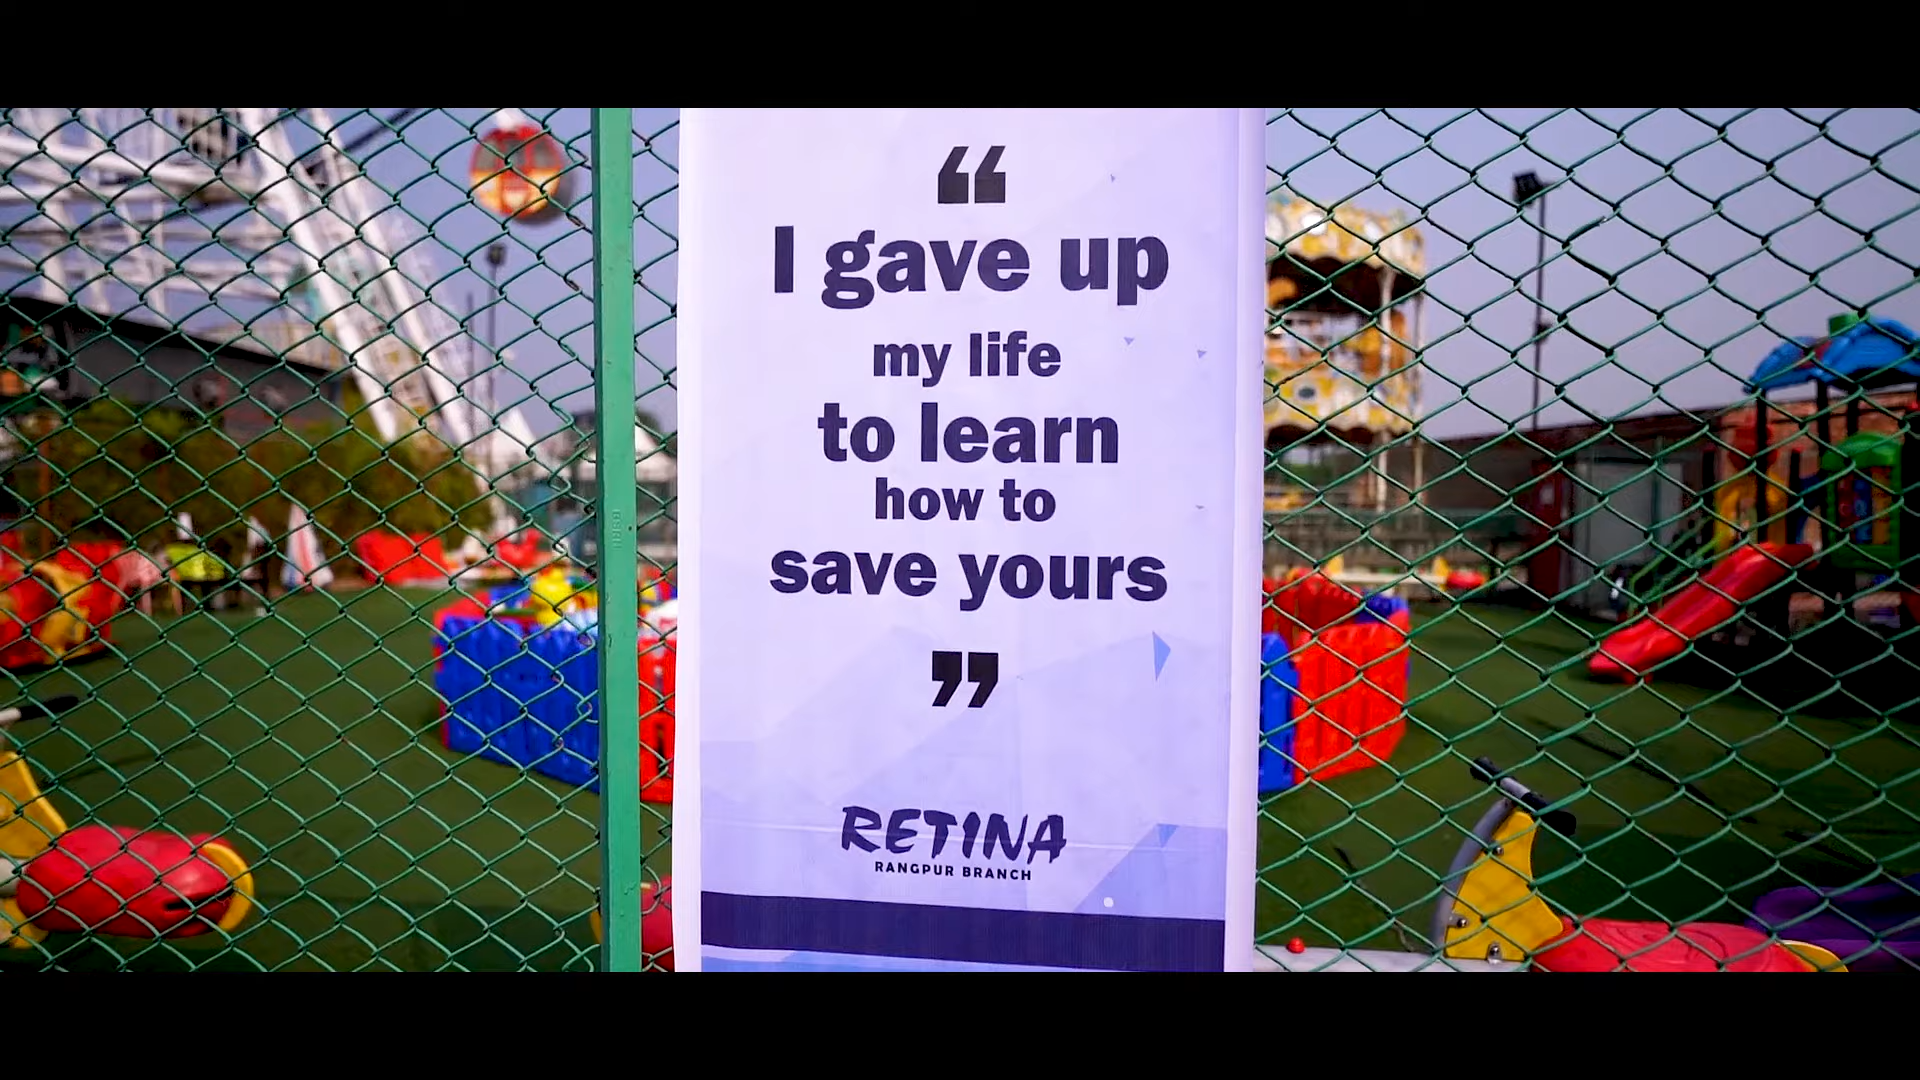 “
I gave up
my life
to learn
how to
save yours
”
RETINA
RANGPUR BRANCH